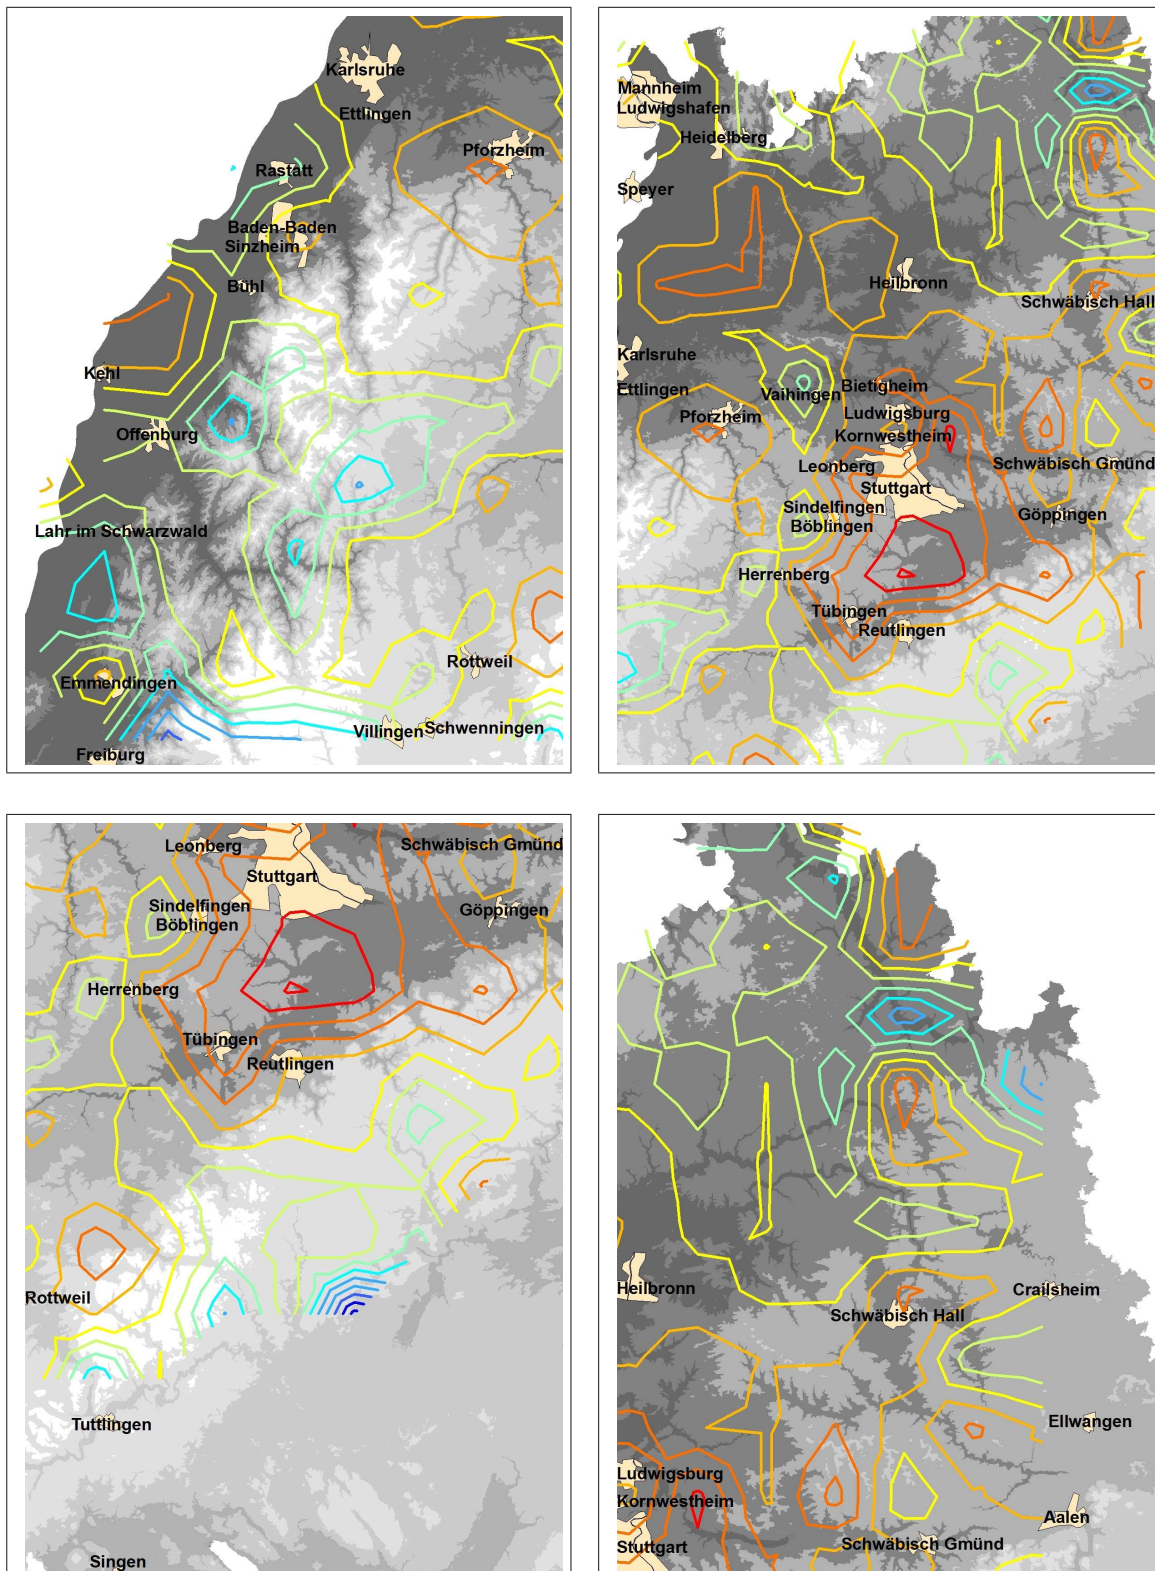 Karlsruhe
Ettlingen
Pforzheim
Rastatt
Baden-Baden
Sinzheim
Bühl
Kehl
Offenburg
Lahr im Schwarzwald
Rottweil
Emmendingen
Villingen
Schwenningen
Freiburg
Mannheim
Ludwigshafen
Heidelberg
Speyer
Heilbronn
Schwäbisch Hall
Karlsruhe
Ettlingen
Vaihingen
Bietigheim
Pforzheim
Ludwigsburg
Kornwestheim
Leonberg
Schwäbisch Gmünd
Stuttgart
Sindelfingen
Göppingen
Böblingen
Herrenberg
Tübingen
Reutlingen
Leonberg
Schwäbisch Gmünd
Stuttgart
Sindelfingen
Göppingen
Böblingen
Herrenberg
Tübingen
Reutlingen
Rottweil
Tuttlingen
Singen
Heilbronn
Crailsheim
Schwäbisch Hall
Ellwangen
Ludwigsburg
Kornwestheim
Aalen
Stuttgart
Schwäbisch Gmünd